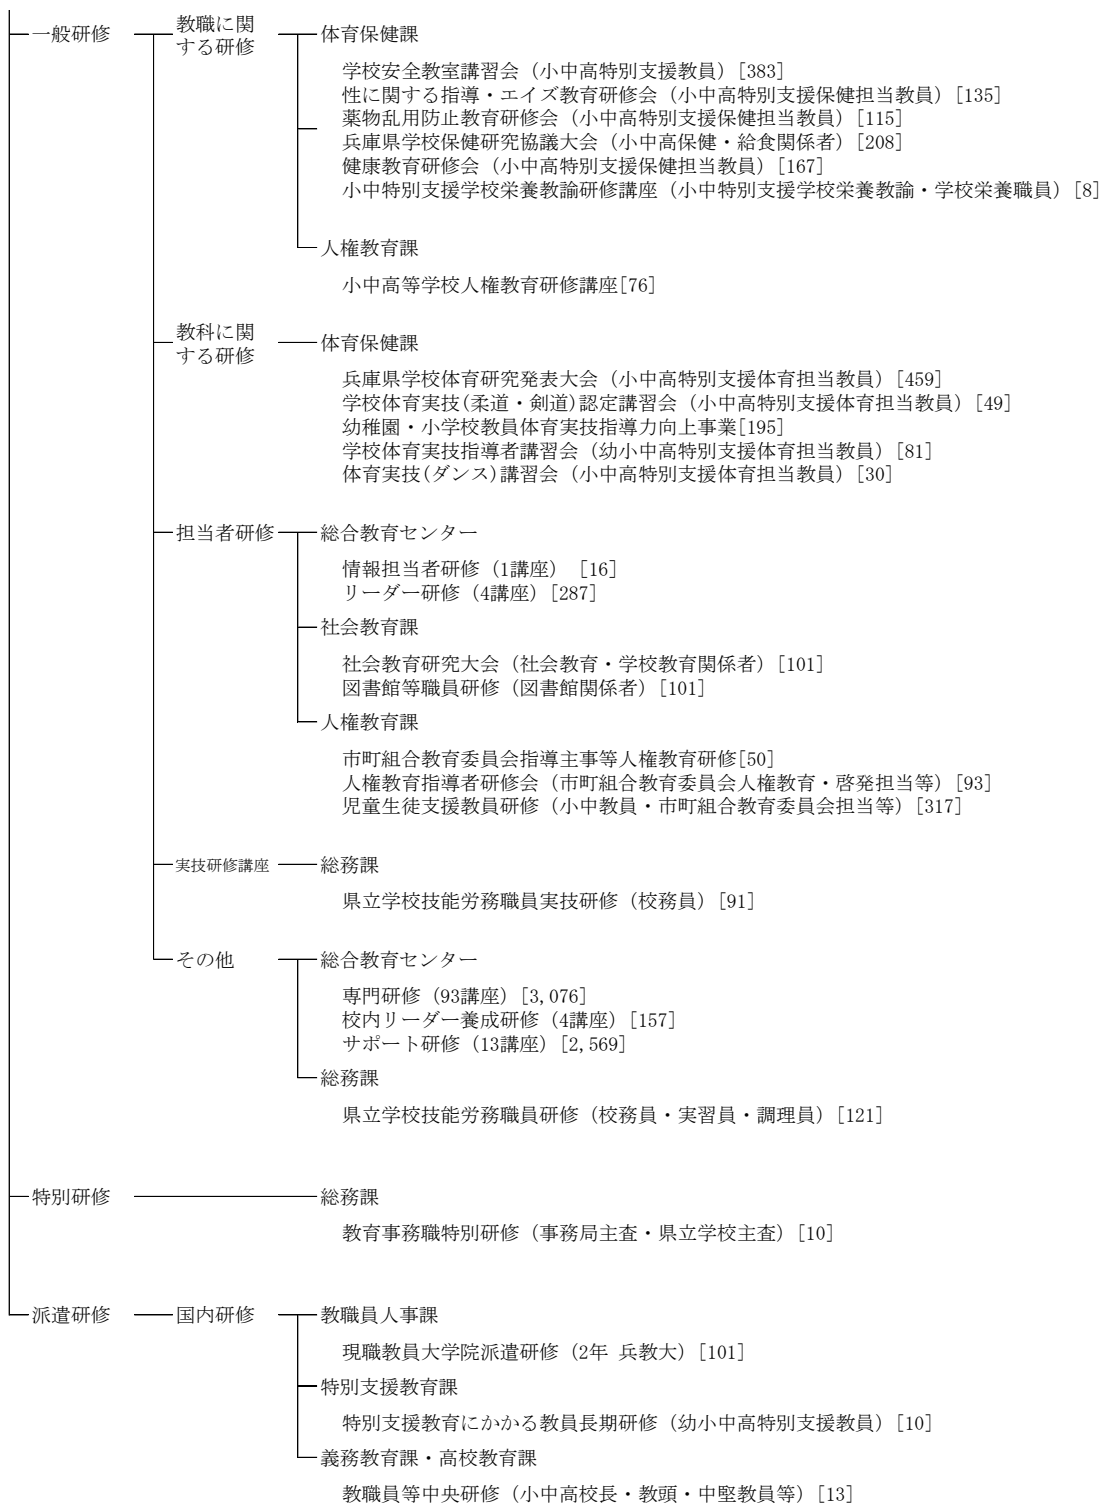 一般研修
教職に関
する研修
体育保健課
学校安全教室講習会（小中高特別支援教員）[383]
性に関する指導・エイズ教育研修会（小中高特別支援保健担当教員）[135]
薬物乱用防止教育研修会（小中高特別支援保健担当教員）[115]
兵庫県学校保健研究協議大会（小中高保健・給食関係者）[208]
健康教育研修会（小中高特別支援保健担当教員）[167]
小中特別支援学校栄養教諭研修講座（小中特別支援学校栄養教諭・学校栄養職員）[8]
人権教育課
小中高等学校人権教育研修講座[76]
教科に関
する研修
体育保健課
兵庫県学校体育研究発表大会（小中高特別支援体育担当教員）[459]
学校体育実技(柔道・剣道)認定講習会（小中高特別支援体育担当教員）[49]
幼稚園・小学校教員体育実技指導力向上事業[195]
学校体育実技指導者講習会（幼小中高特別支援体育担当教員）[81]
体育実技(ダンス)講習会（小中高特別支援体育担当教員）[30]
担当者研修
総合教育センター
情報担当者研修（1講座） [16]
リーダー研修（4講座）[287]
社会教育課
社会教育研究大会（社会教育・学校教育関係者）[101]
図書館等職員研修（図書館関係者）[101]
人権教育課
市町組合教育委員会指導主事等人権教育研修[50]
人権教育指導者研修会（市町組合教育委員会人権教育・啓発担当等）[93]
児童生徒支援教員研修（小中教員・市町組合教育委員会担当等）[317]
実技研修講座
総務課
県立学校技能労務職員実技研修（校務員）[91]
その他
総合教育センター
専門研修（93講座）[3,076]
校内リーダー養成研修（4講座）[157]
サポート研修（13講座）[2,569]
総務課
県立学校技能労務職員研修（校務員・実習員・調理員）[121]
特別研修
総務課
教育事務職特別研修（事務局主査・県立学校主査）[10]
派遣研修
国内研修
教職員人事課
現職教員大学院派遣研修（2年 兵教大）[101]
特別支援教育課
特別支援教育にかかる教員長期研修（幼小中高特別支援教員）[10]
義務教育課・高校教育課
教職員等中央研修（小中高校長・教頭・中堅教員等）[13]